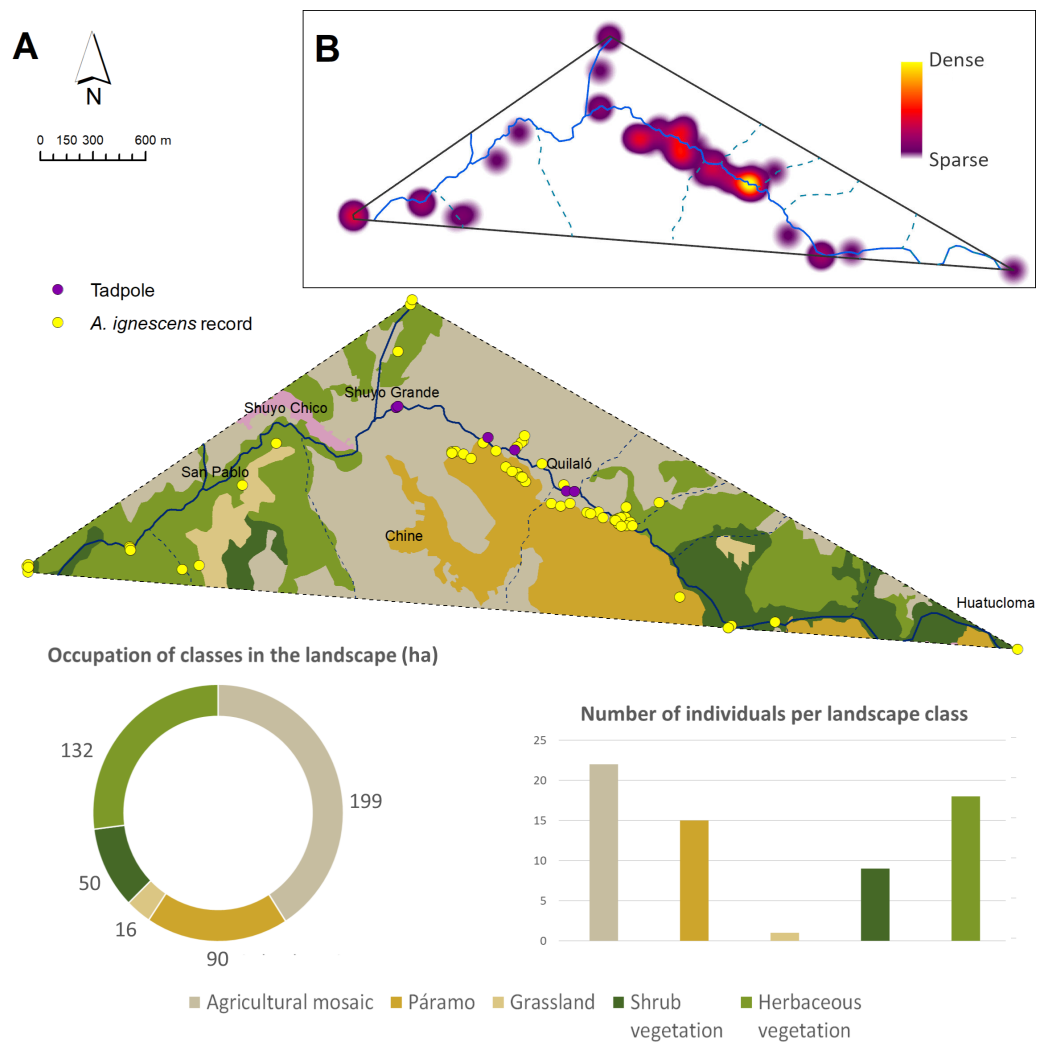 A
B
N
0 150 300 600 m
Dense
Sparse
Tadpole
A. ignescens record
Shuyo Grande
Shuyo Chico
San Pablo
Quilaló
Chine
Huatucloma
Occupation of classes in the landscape (ha)
132
199
50
16
90
Number of individuals per landscape class
25
20
15
10
5
0
Agricultural mosaic
Páramo
Grassland
Shrub
vegetation
Herbaceous
vegetation